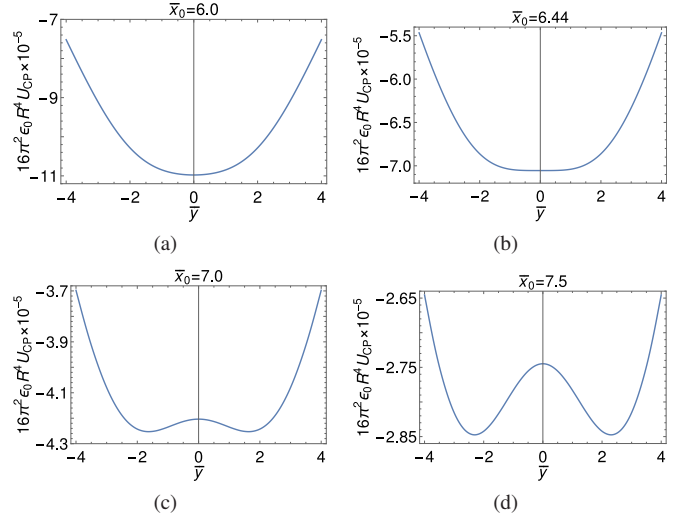 x̅₀=6.0
16π²ϵ₀R⁴U_CP×10⁻⁵
-7
-9
-11
-4 -2 0 2 4
y̅
(a)
x̅₀=6.44
16π²ϵ₀R⁴U_CP×10⁻⁵
-5.5
-6.0
-6.5
-7.0
-4 -2 0 2 4
y̅
(b)
x̅₀=7.0
16π²ϵ₀R⁴U_CP×10⁻⁵
-3.7
-3.9
-4.1
-4.3
-4 -2 0 2 4
y̅
(c)
x̅₀=7.5
16π²ϵ₀R⁴U_CP×10⁻⁵
-2.65
-2.75
-2.85
-4 -2 0 2 4
y̅
(d)